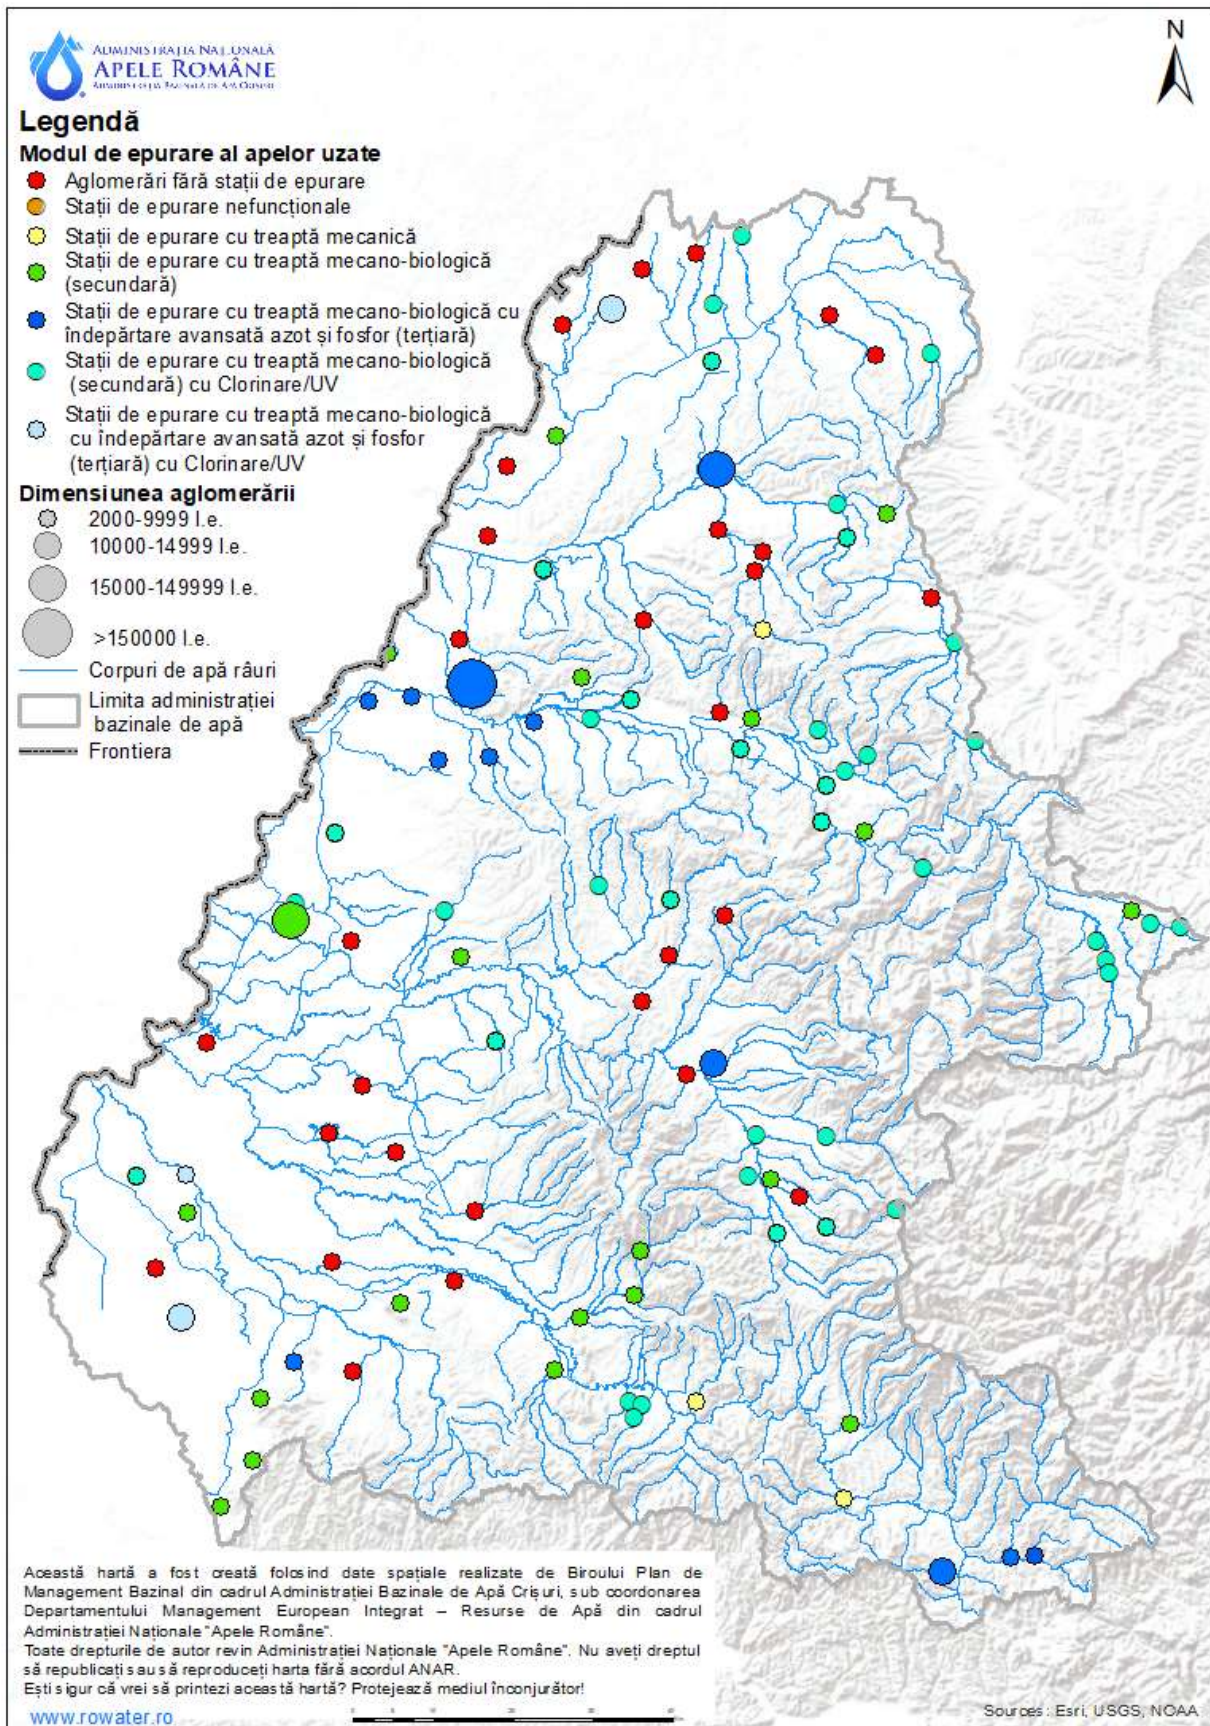 ADMINISTRAȚIA NAȚIONALĂ
APELE ROMÂNE
ADMINISTRAȚIA BAZINALĂ DE APĂ CRIȘURI
N
Legendă
Modul de epurare al apelor uzate
Aglomerări fără stații de epurare
Stații de epurare nefuncționale
Stații de epurare cu treaptă mecanică
Stații de epurare cu treaptă mecano-biologică
(secundară)
Stații de epurare cu treaptă mecano-biologică cu
îndepărtare avansată azot și fosfor (terțiară)
Stații de epurare cu treaptă mecano-biologică
(secundară) cu Clorinare/UV
Stații de epurare cu treaptă mecano-biologică
cu îndepărtare avansată azot și fosfor
(terțiară) cu Clorinare/UV
Dimensiunea aglomerării
2000-9999 l.e.
10000-14999 l.e.
15000-149999 l.e.
>150000 l.e.
Corpuri de apă râuri
Limita administrației
bazinale de apă
Frontiera
Această hartă a fost creată folosind date spațiale realizate de Biroului Plan de
Management Bazinal din cadrul Administrației Bazinale de Apă Crișuri, sub coordonarea
Departamentului Management European Integrat – Resurse de Apă din cadrul
Administrației Naționale "Apele Române".
Toate drepturile de autor revin Administrației Naționale "Apele Române". Nu aveți dreptul
să republicați sau să reproduceți harta fără acordul ANAR.
Ești sigur că vrei să printezi această hartă? Protejează mediul înconjurător!
www.rowater.ro
Sources: Esri, USGS, NOAA